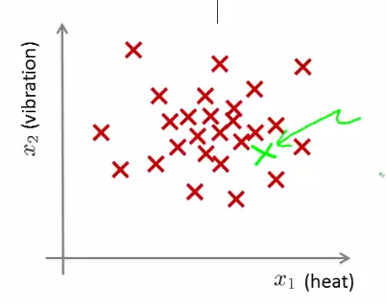 x₂ (vibration)
x₁ (heat)